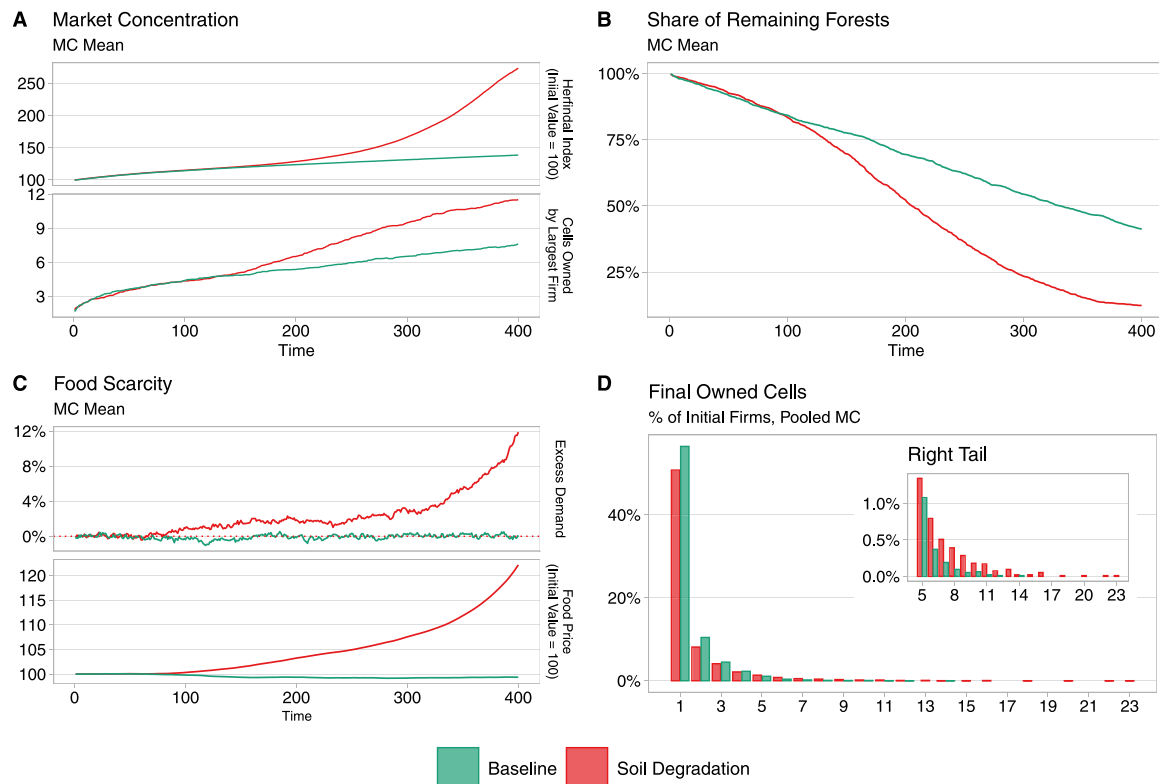 A
Market Concentration
MC Mean
250
200
150
100
Herfindal Index
(Iniial Value = 100)
12
9
6
3
Cells Owned
by Largest Firm
0
100
200
300
400
Time
B
Share of Remaining Forests
MC Mean
100%
75%
50%
25%
0
100
200
300
400
Time
C
Food Scarcity
MC Mean
12%
8%
4%
0%
Excess Demand
120
115
110
105
100
Food Price
(Initial Value = 100)
0
100
200
300
400
Time
D
Final Owned Cells
% of Initial Firms, Pooled MC
40%
20%
0%
Right Tail
1.0%
0.5%
0.0%
5
8
11
14
17
20
23
1
3
5
7
9
11
13
15
17
19
21
23
Baseline
Soil Degradation